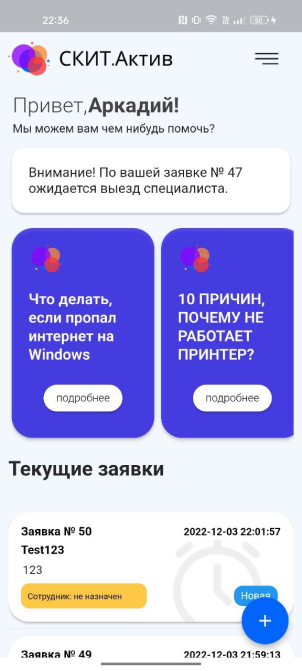 22:36
58
СКИТ.Актив
Привет,Аркадий!
Мы можем вам чем нибудь помочь?
Внимание! По вашей заявке № 47
ожидается выезд специалиста.
Что делать,
если пропал
интернет на
Windows
подробнее
10 ПРИЧИН,
ПОЧЕМУ НЕ
РАБОТАЕТ
ПРИНТЕР?
подробнее
Текущие заявки
Заявка № 50
2022-12-03 22:01:57
Test123
123
Сотрудник: не назначен
Новая
+
Заявка № 49
2022-12-03 21:59:13